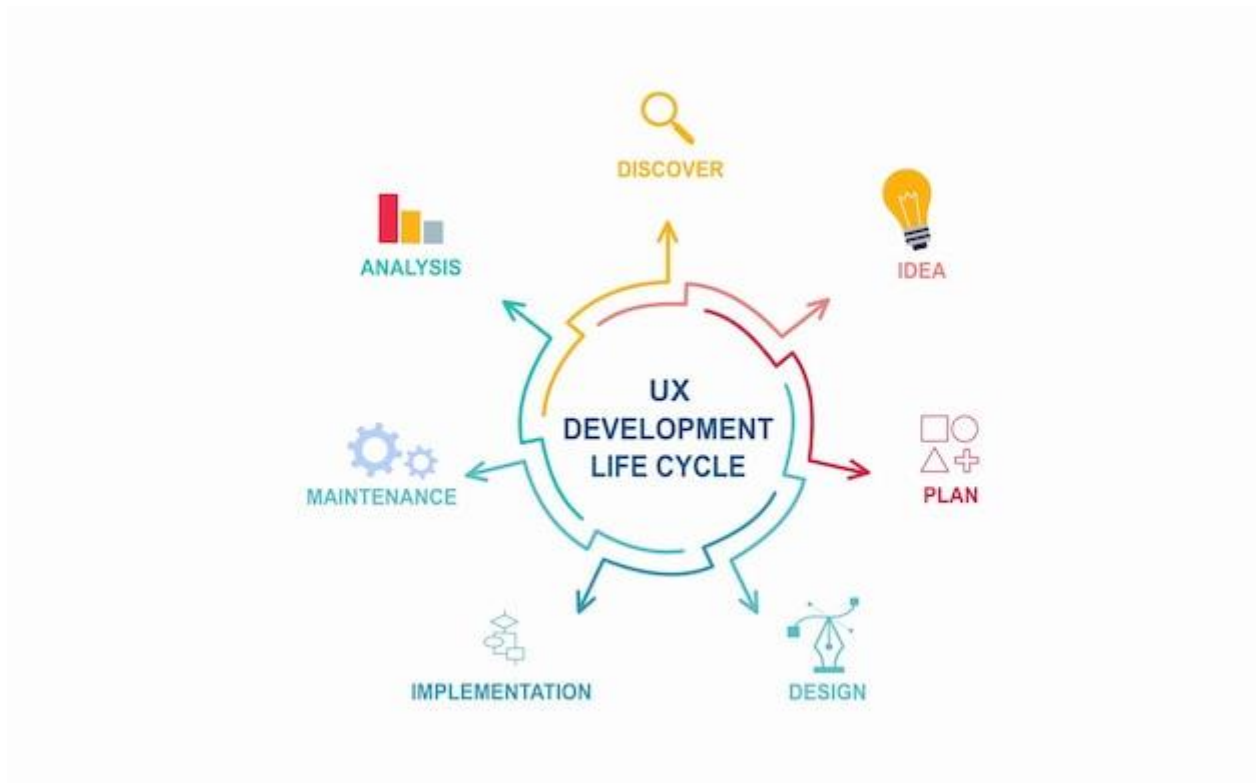 DISCOVER
IDEA
ANALYSIS
UX
DEVELOPMENT
LIFE CYCLE
PLAN
MAINTENANCE
IMPLEMENTATION
DESIGN